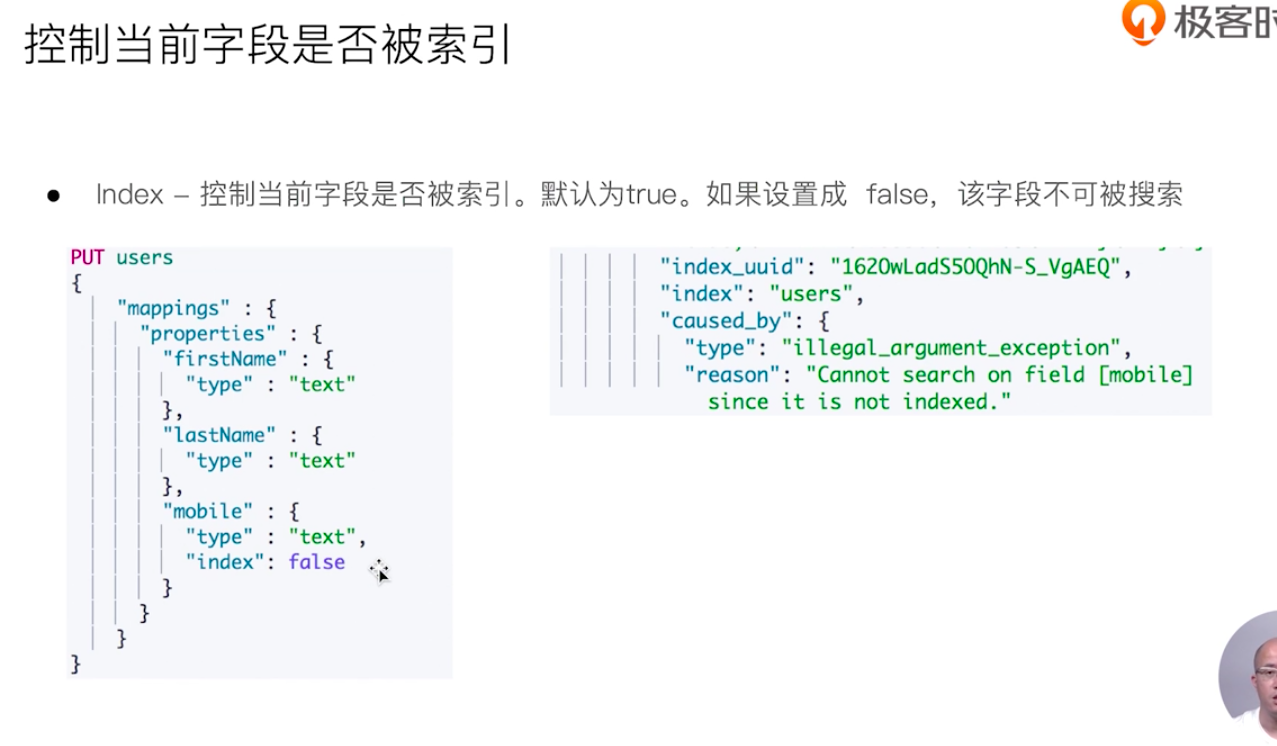 控制当前字段是否被索引
极客时
● Index – 控制当前字段是否被索引。默认为true。如果设置成 false，该字段不可被搜索
PUT users
{
"mappings" : {
"properties" : {
"firstName" : {
"type" : "text"
},
"lastName" : {
"type" : "text"
},
"mobile" : {
"type" : "text",
"index": false
}
}
}
}
"index_uuid": "162OwLadS5OQhN-S_VgAEQ",
"index": "users",
"caused_by": {
"type": "illegal_argument_exception",
"reason": "Cannot search on field [mobile]
since it is not indexed."